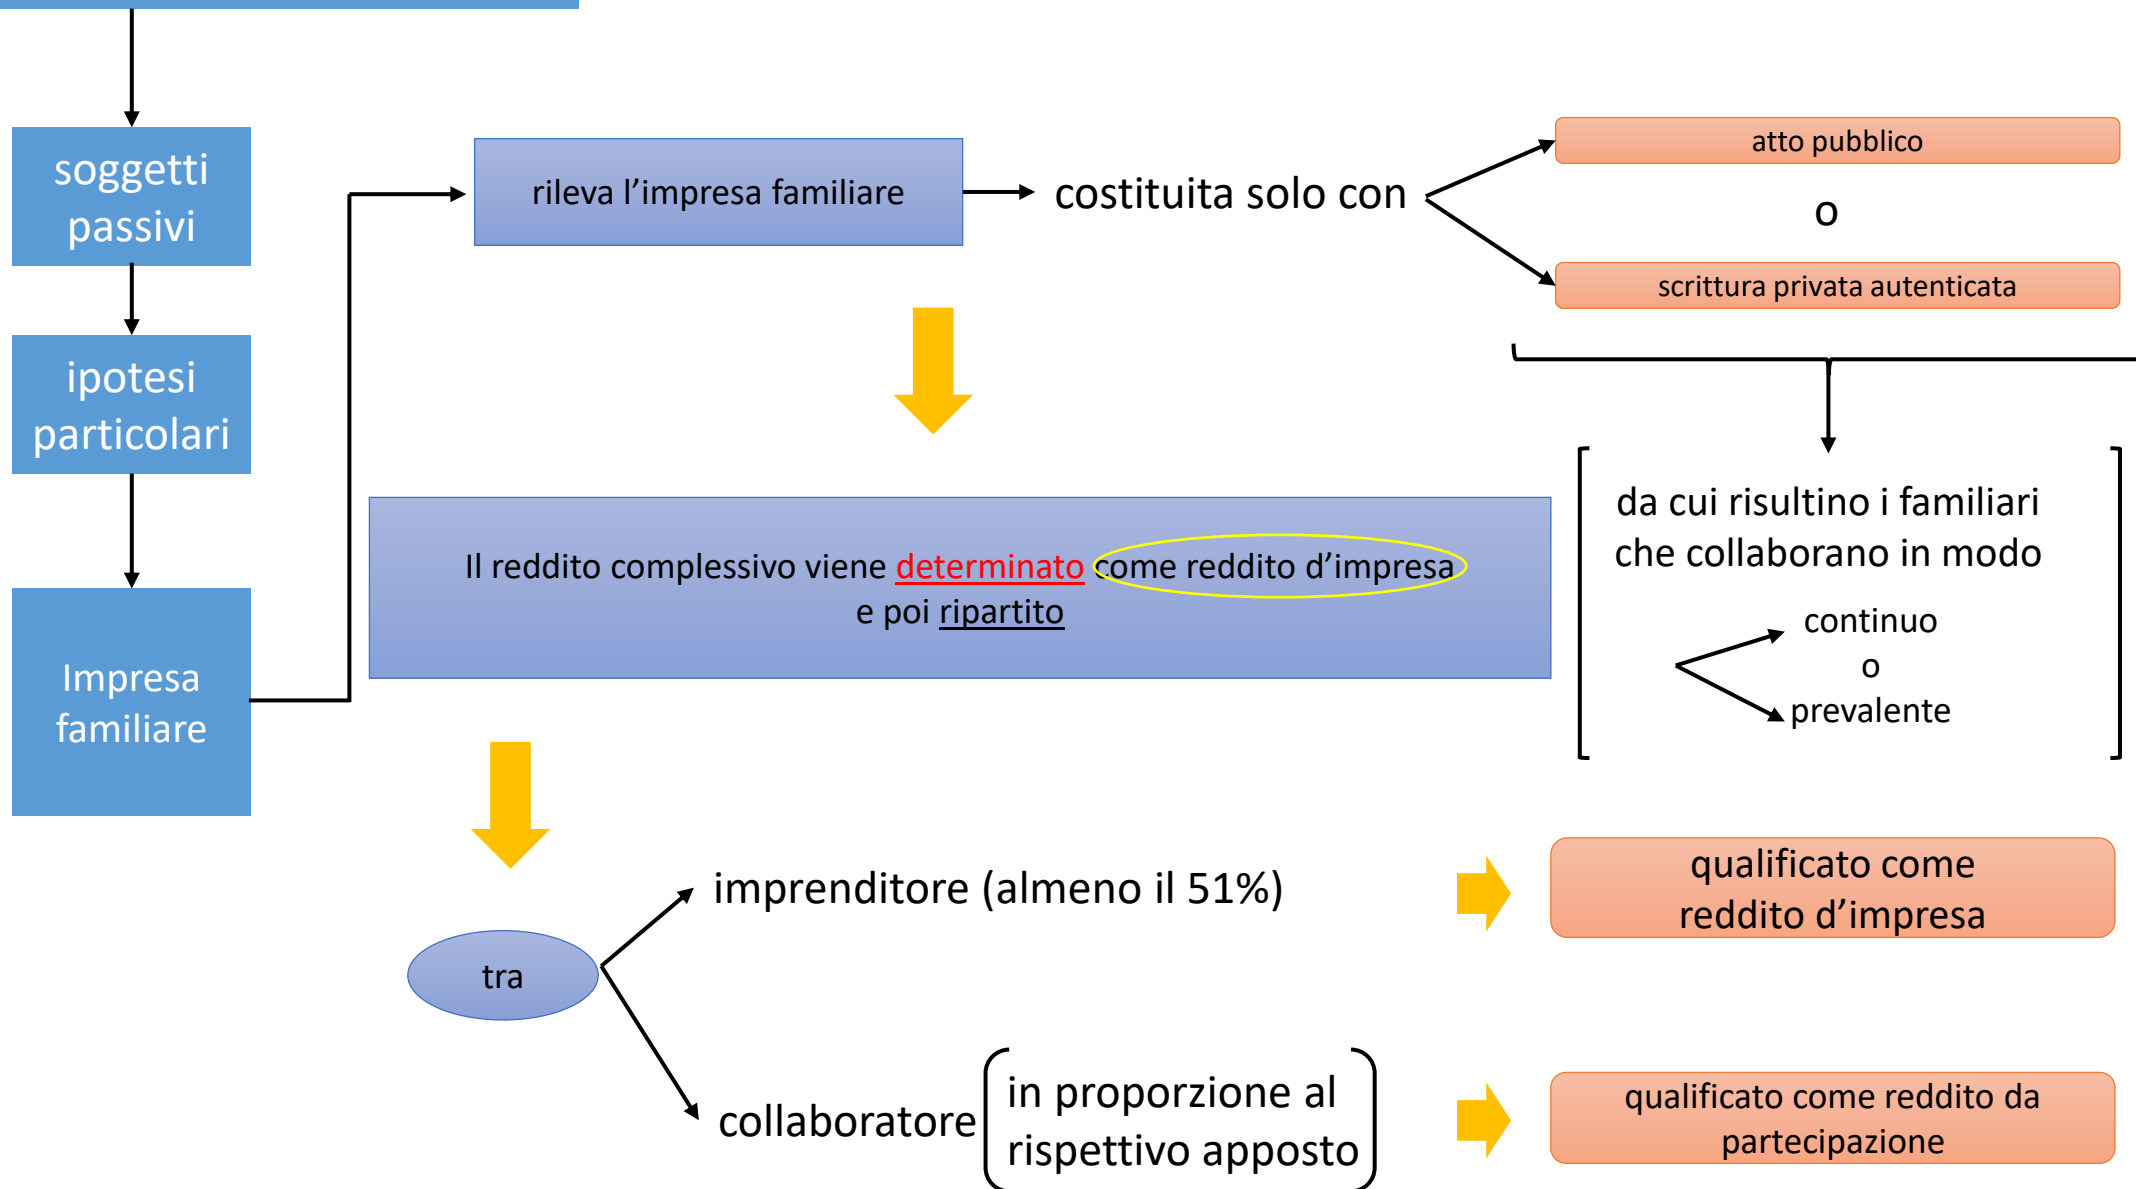 soggetti
passivi
ipotesi
particolari
Impresa
familiare
rileva l’impresa familiare
costituita solo con
atto pubblico
o
scrittura privata autenticata
da cui risultino i familiari
che collaborano in modo
continuo
o
prevalente
Il reddito complessivo viene determinato come reddito d’impresa
e poi ripartito
tra
imprenditore (almeno il 51%)
qualificato come
reddito d’impresa
collaboratore
in proporzione al
rispettivo apposto
qualificato come reddito da
partecipazione